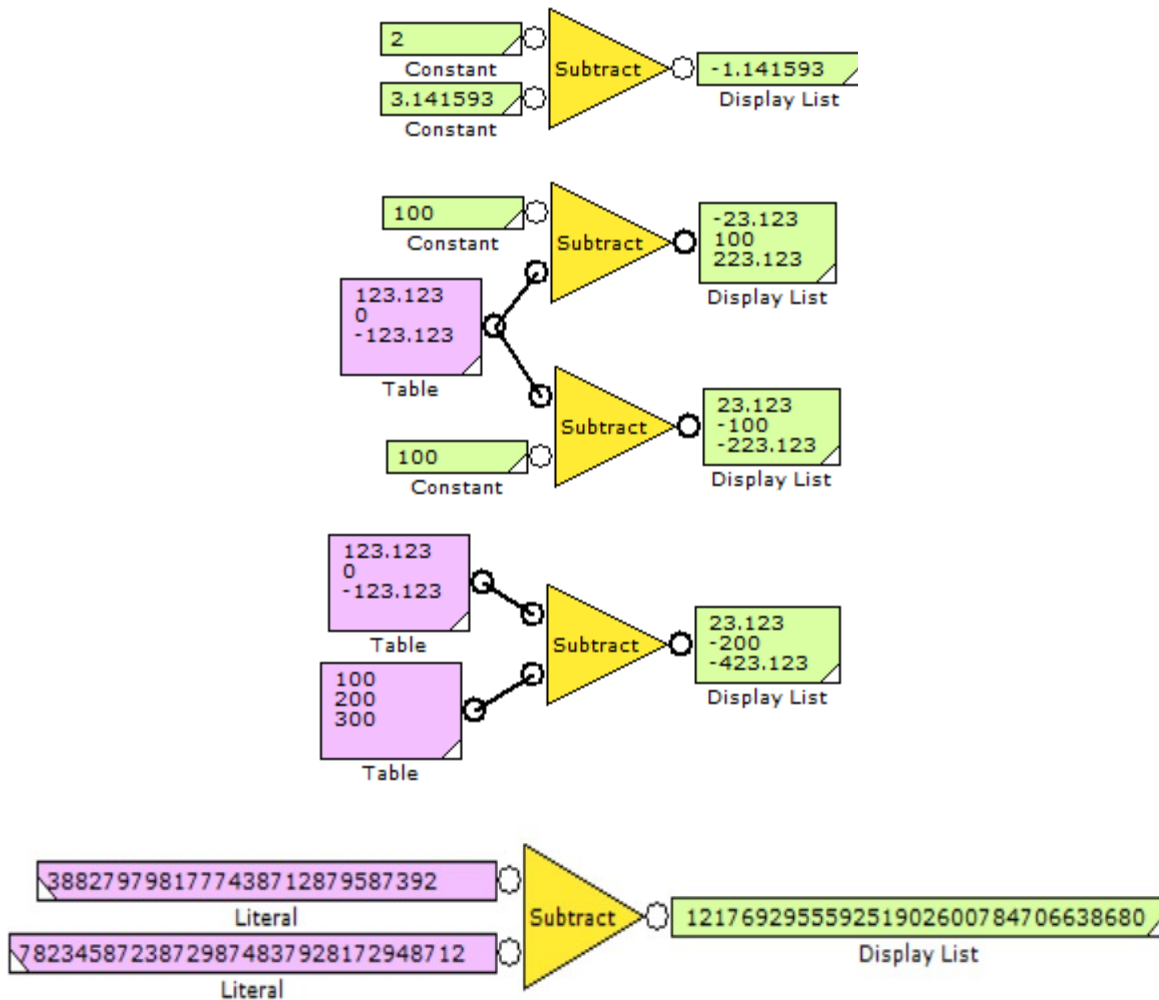 2
Constant
3.141593
Constant
Subtract
-1.141593
Display List
100
Constant
Subtract
-23.123
100
223.123
Display List
123.123
0
-123.123
Table
100
Constant
Subtract
23.123
-100
-223.123
Display List
123.123
0
-123.123
Table
100
200
300
Table
Subtract
23.123
-200
-423.123
Display List
3882797981777438712879587392
Literal
78234587238729874837928172948712
Literal
Subtract
121769295559251902600784706638680
Display List